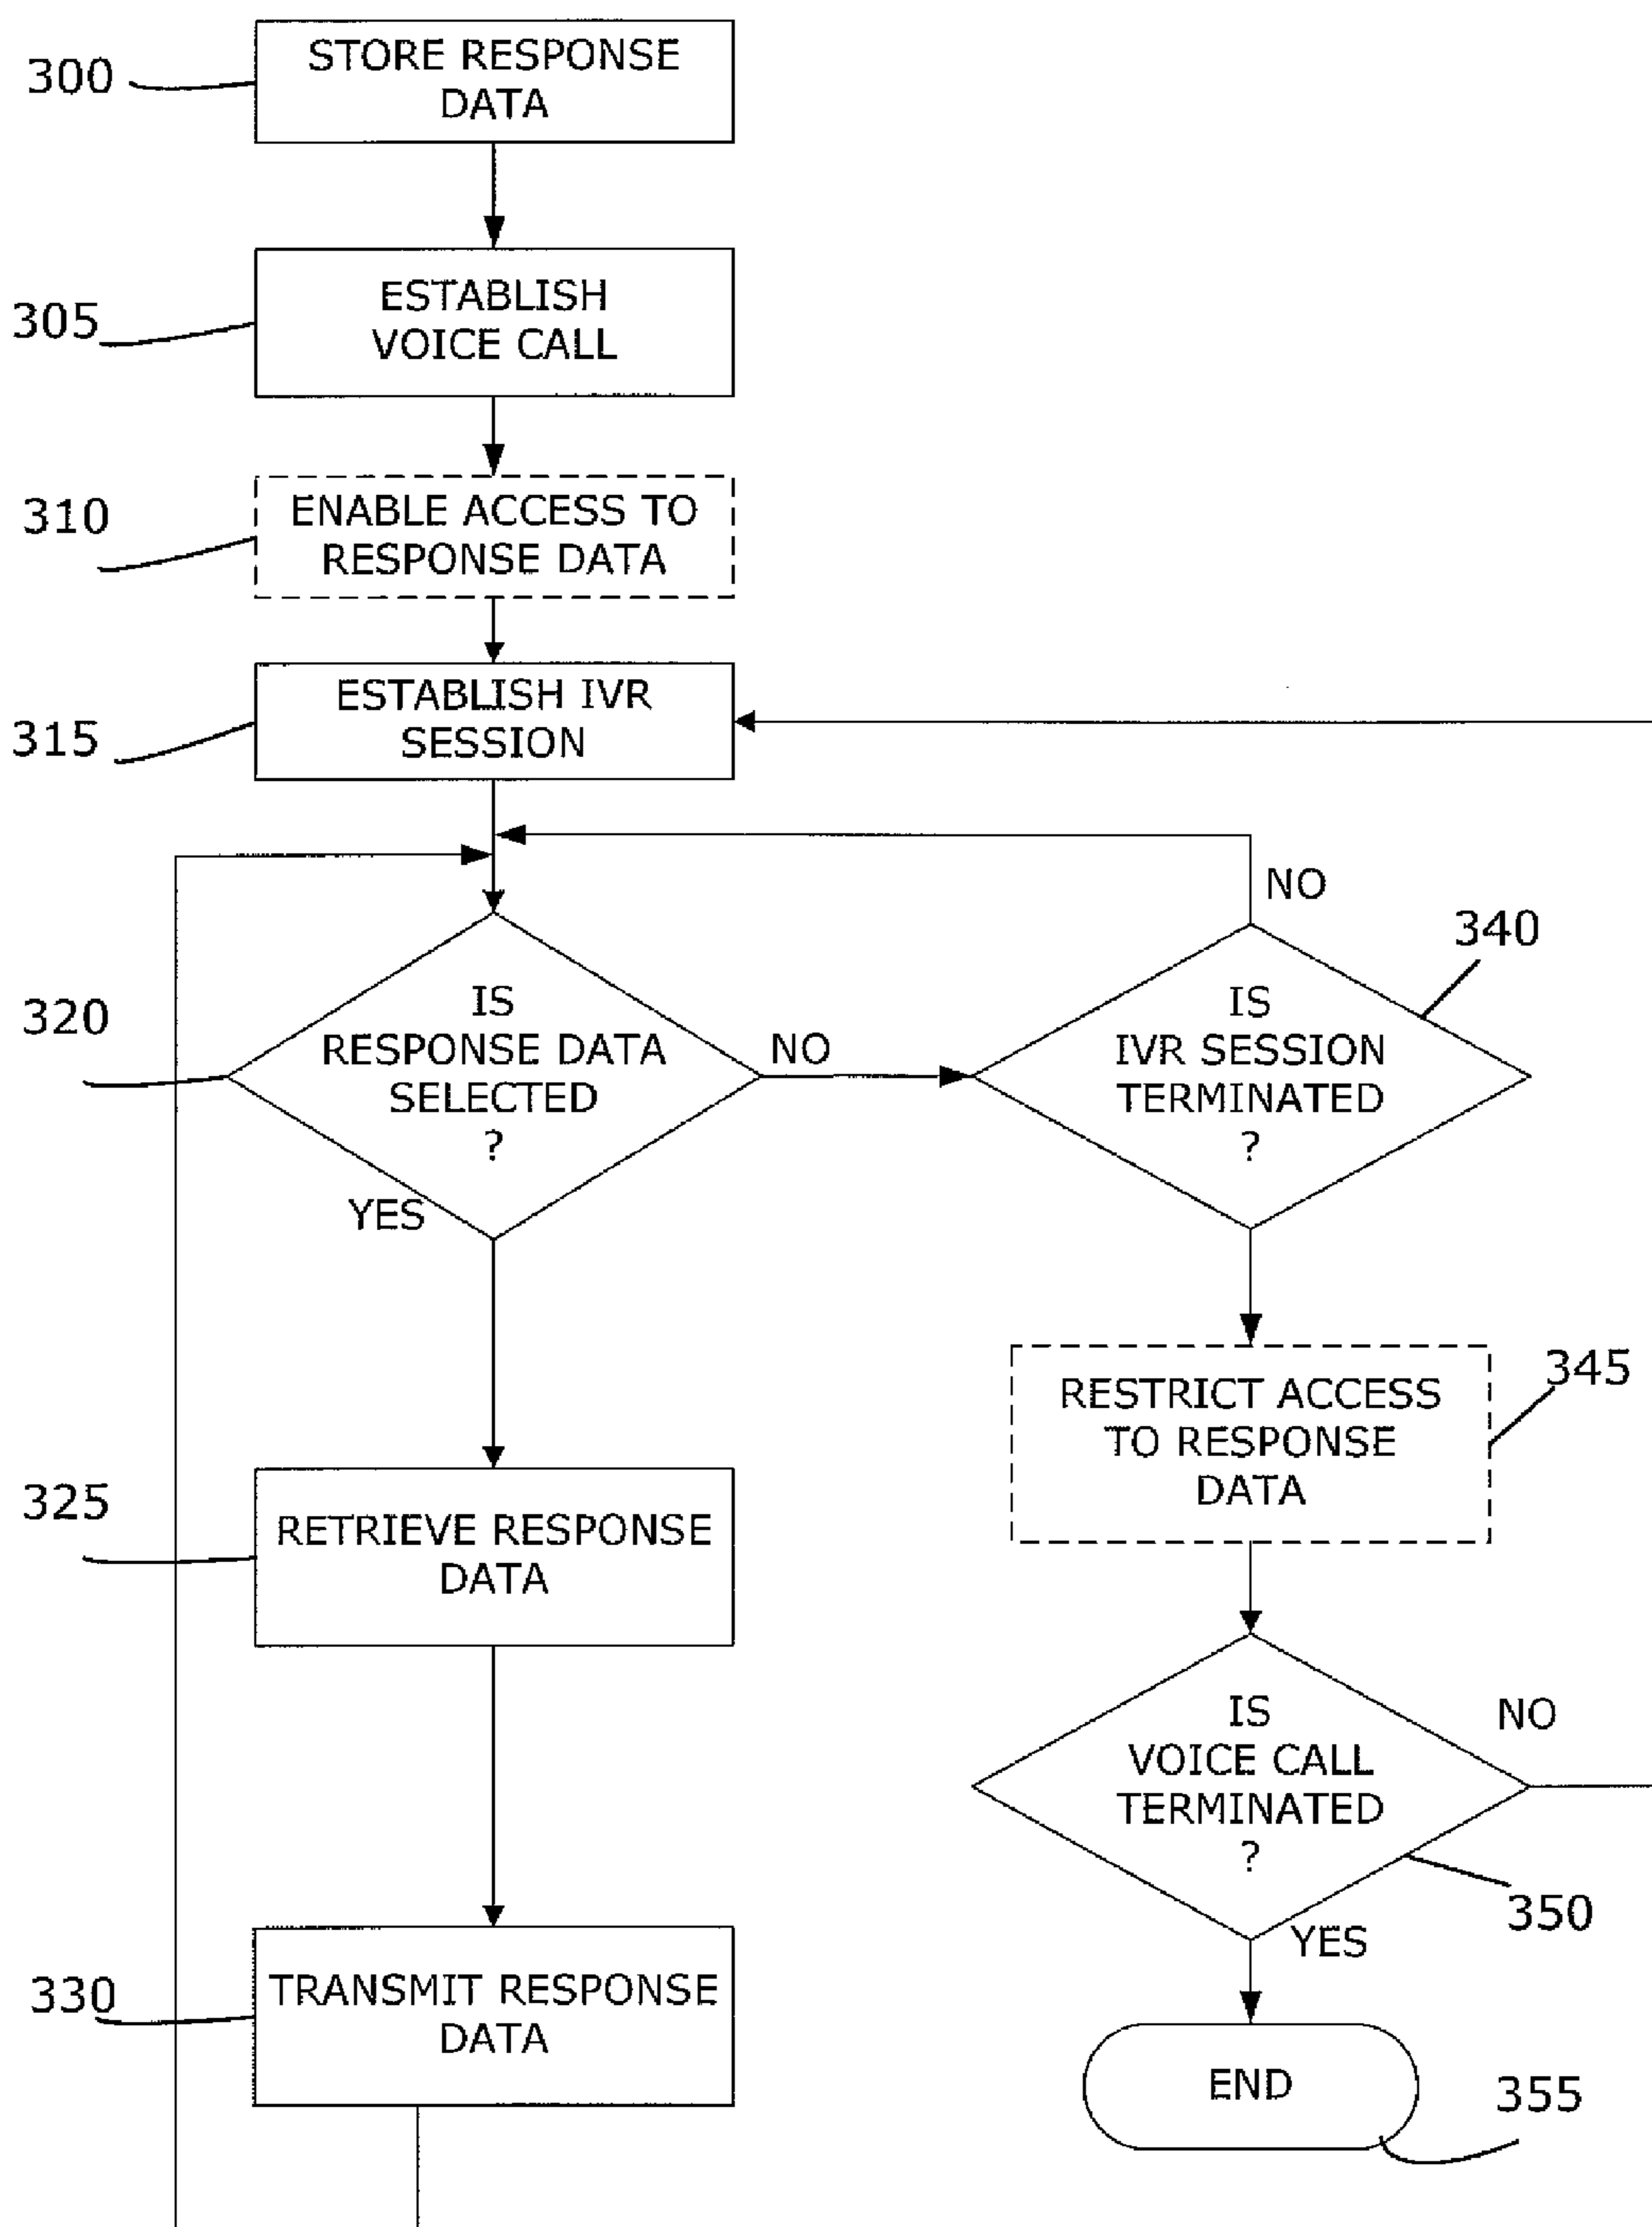 300
STORE RESPONSE
DATA
305
ESTABLISH
VOICE CALL
310
ENABLE ACCESS TO
RESPONSE DATA
315
ESTABLISH IVR
SESSION
320
IS
RESPONSE DATA
SELECTED
?
NO
YES
340
IS
IVR SESSION
TERMINATED
?
NO
325
RETRIEVE RESPONSE
DATA
345
RESTRICT ACCESS
TO RESPONSE
DATA
330
TRANSMIT RESPONSE
DATA
IS
VOICE CALL
TERMINATED
?
NO
350
YES
END
355